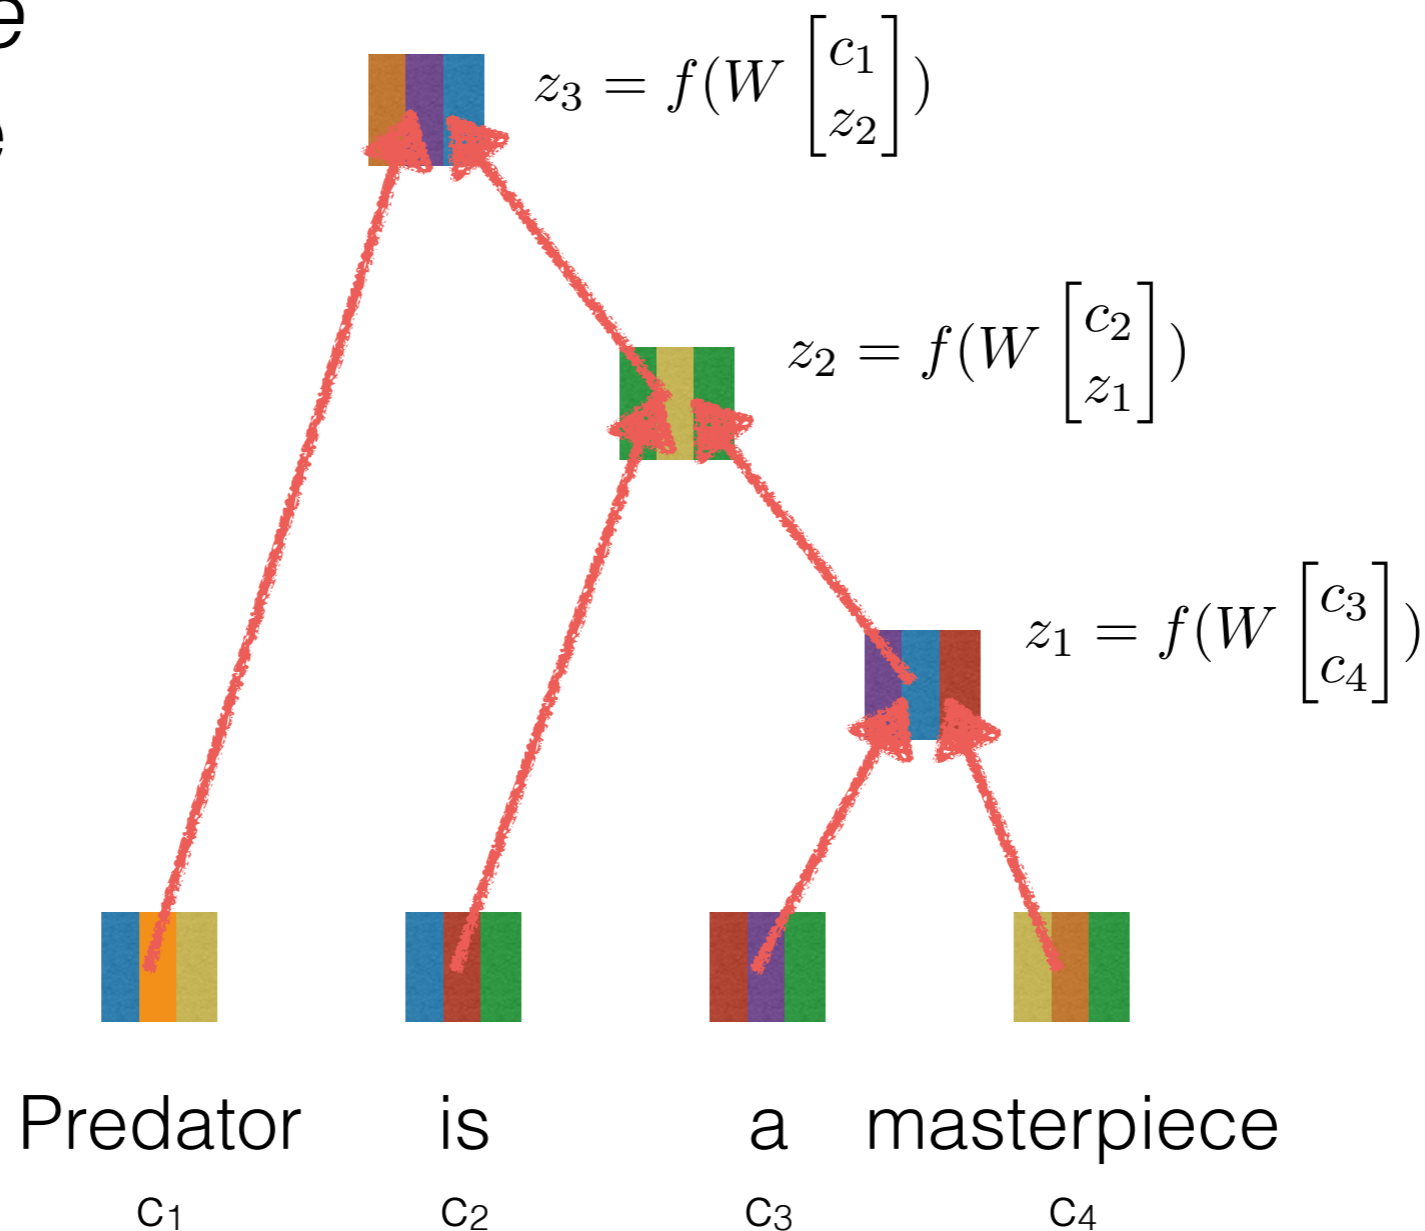 e
e
z₃ = f(W [c₁ z₂])
z₂ = f(W [c₂ z₁])
z₁ = f(W [c₃ c₄])
Predator is a masterpiece
c₁ c₂ c₃ c₄